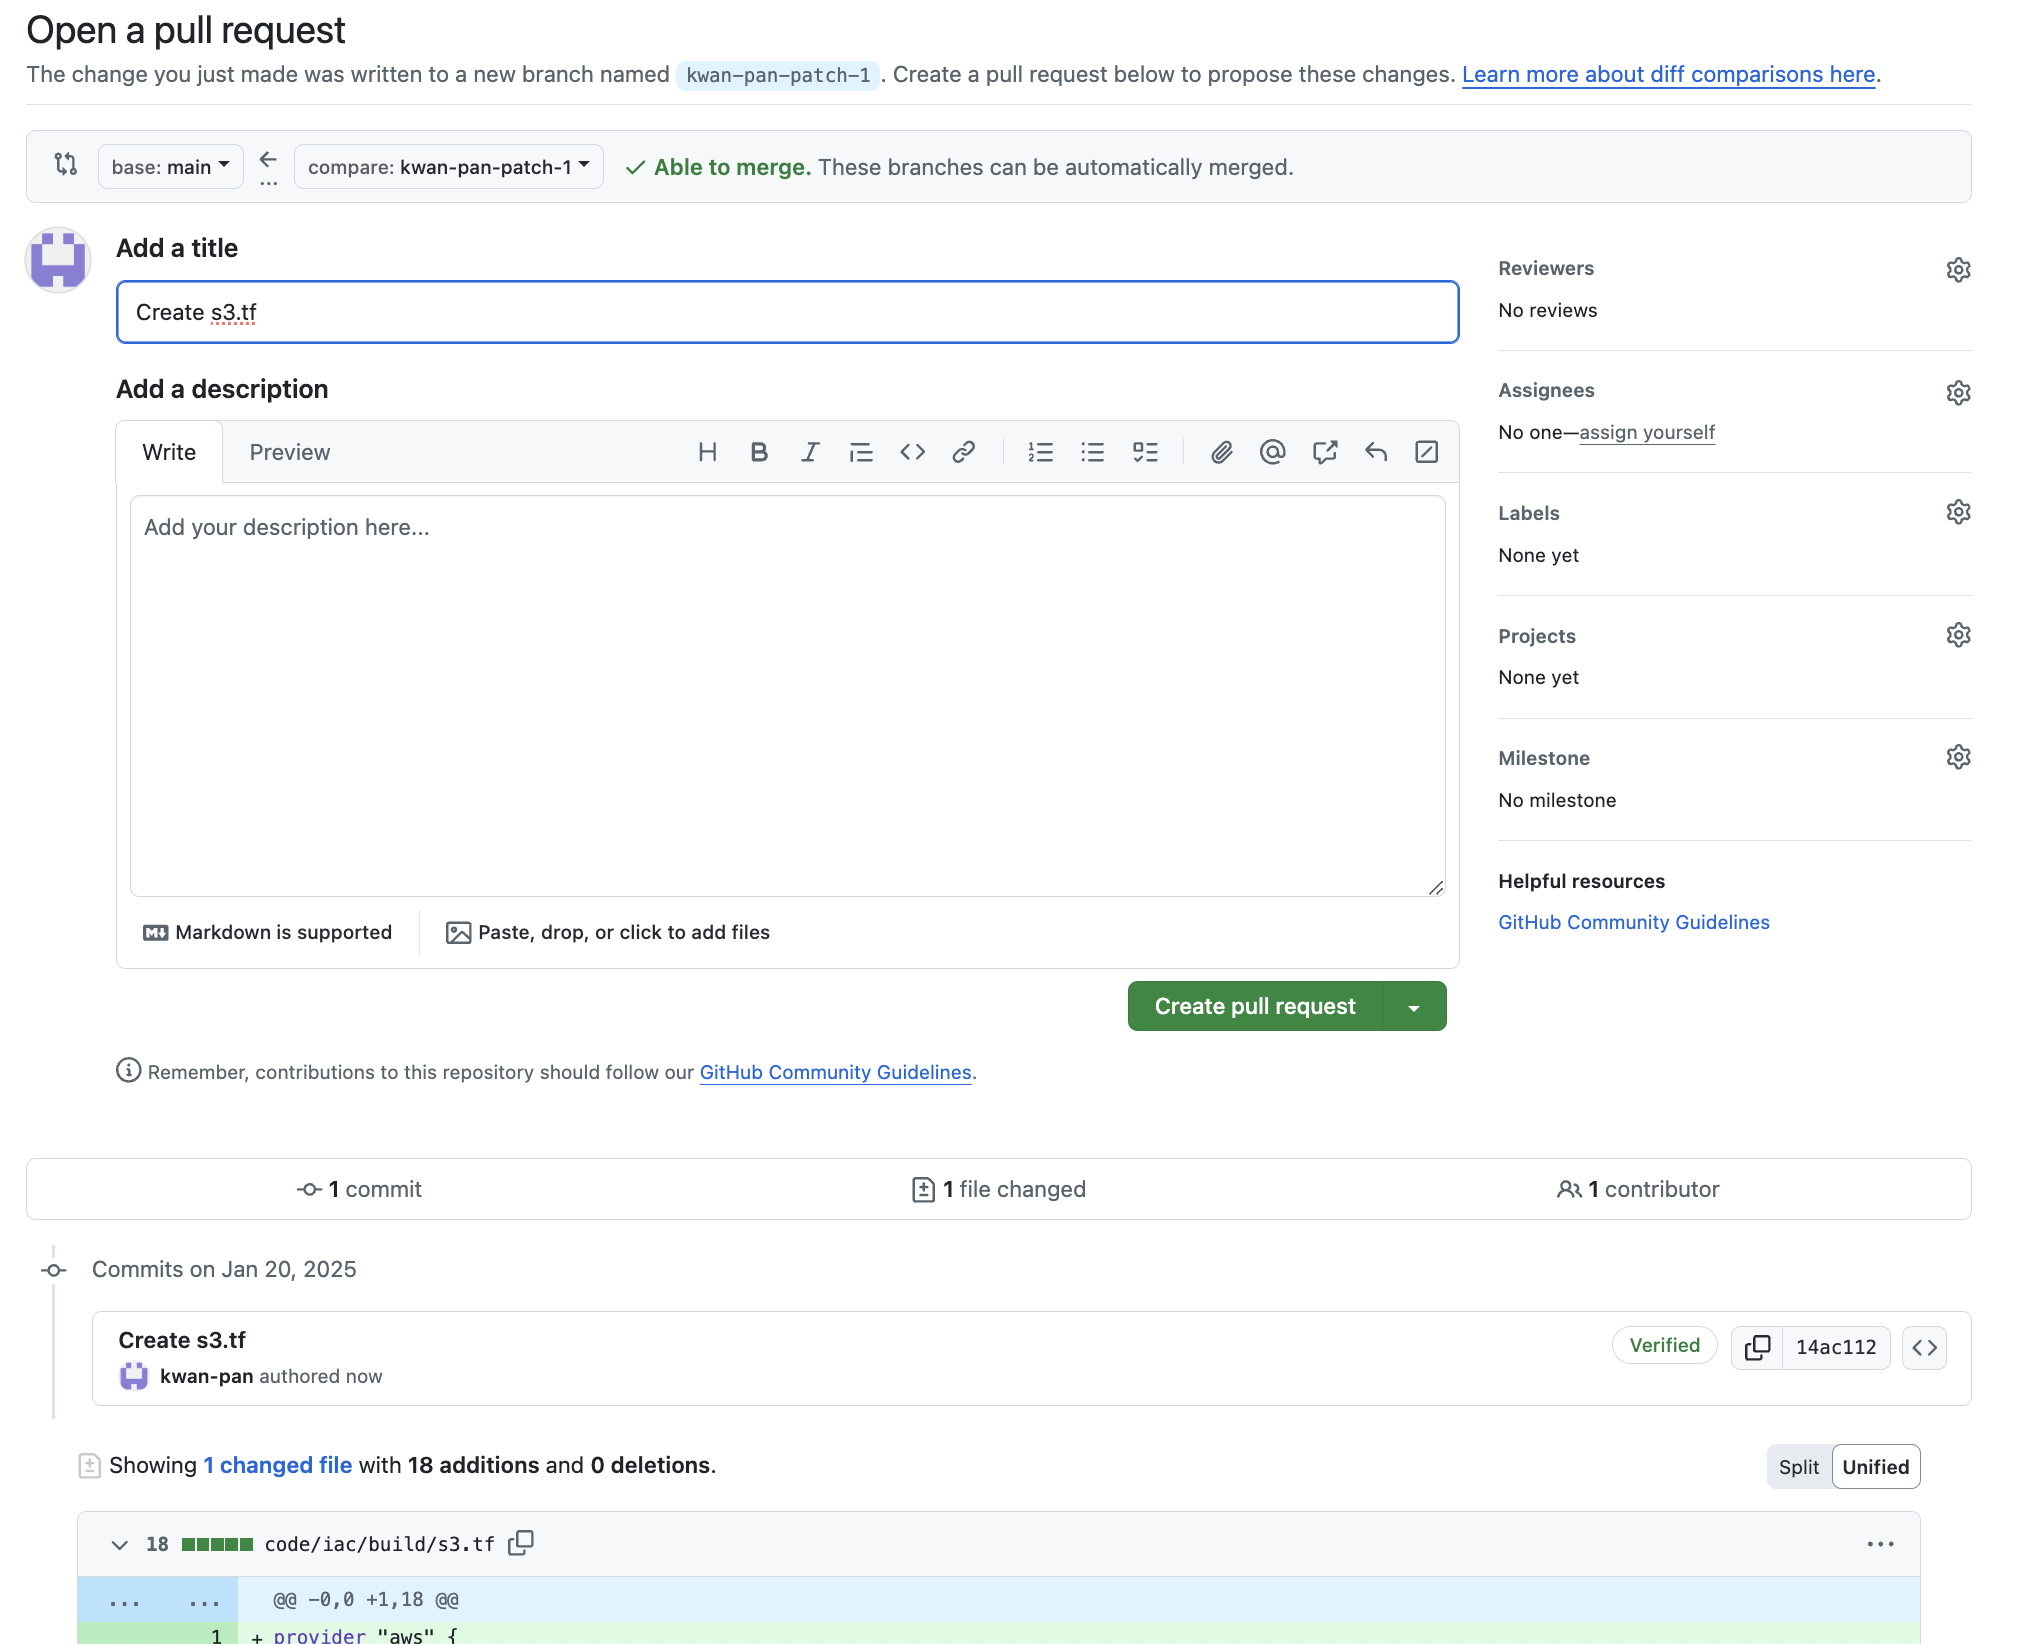 Open a pull request
The change you just made was written to a new branch named kwan-pan-patch-1. Create a pull request below to propose these changes. Learn more about diff comparisons here.
base: main compare: kwan-pan-patch-1 Able to merge. These branches can be automatically merged.
Add a title
Create s3.tf
Add a description
Write Preview
Add your description here...
Markdown is supported Paste, drop, or click to add files
Create pull request
Remember, contributions to this repository should follow our GitHub Community Guidelines.
Reviewers
No reviews
Assignees
No one—assign yourself
Labels
None yet
Projects
None yet
Milestone
No milestone
Helpful resources
GitHub Community Guidelines
1 commit 1 file changed 1 contributor
Commits on Jan 20, 2025
Create s3.tf
kwan-pan authored now
Verified 14ac112
Showing 1 changed file with 18 additions and 0 deletions.
Split Unified
18 code/iac/build/s3.tf
... ... @@ -0,0 +1,18 @@
1 + provider "aws" {